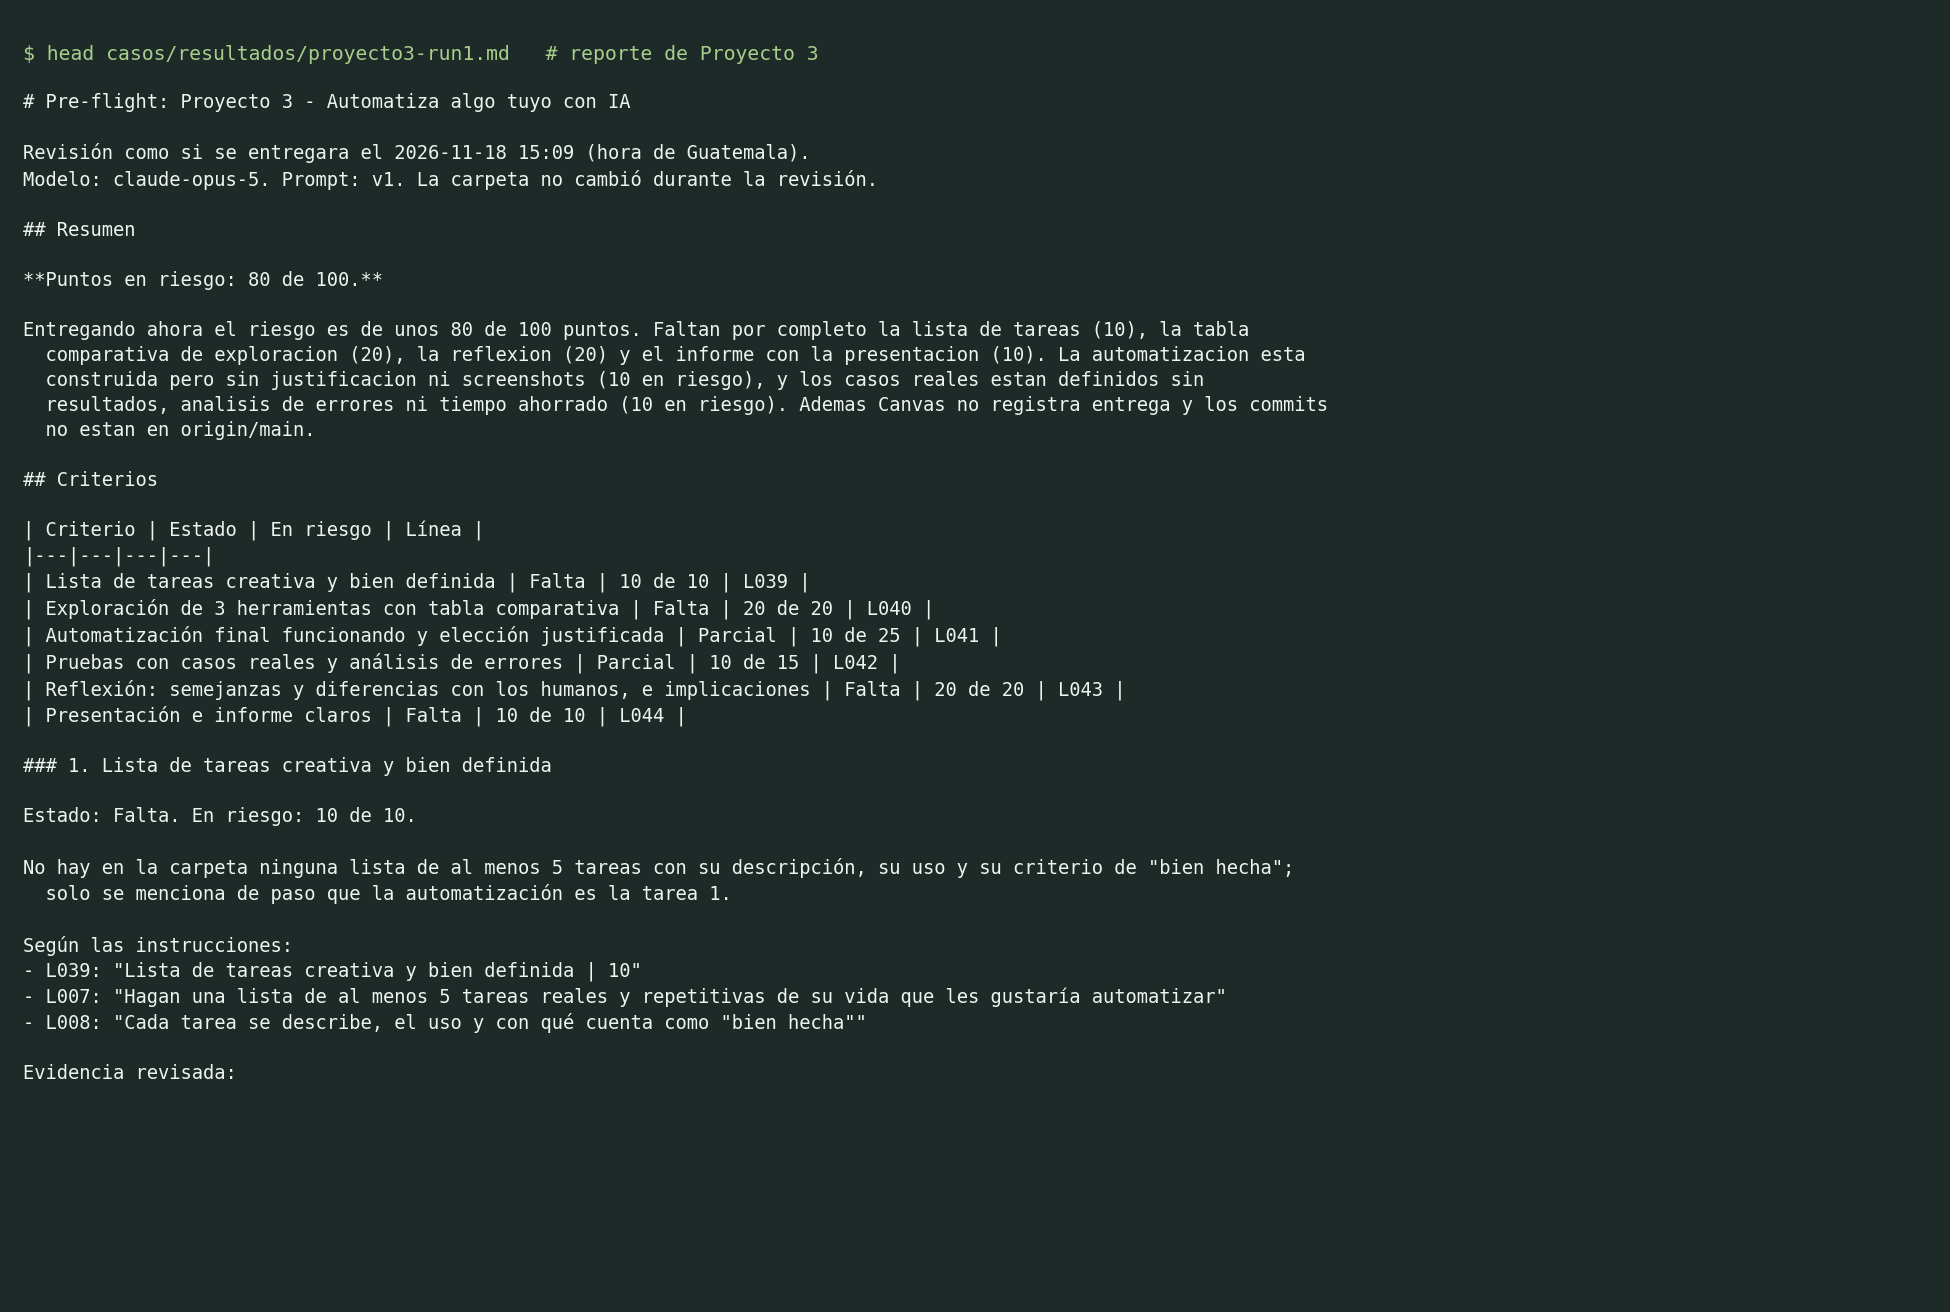 $ head casos/resultados/proyecto3-run1.md   # reporte de Proyecto 3
# Pre-flight: Proyecto 3 - Automatiza algo tuyo con IA
Revisión como si se entregara el 2026-11-18 15:09 (hora de Guatemala).
Modelo: claude-opus-5. Prompt: v1. La carpeta no cambió durante la revisión.
## Resumen
**Puntos en riesgo: 80 de 100.**
Entregando ahora el riesgo es de unos 80 de 100 puntos. Faltan por completo la lista de tareas (10), la tabla
  comparativa de exploracion (20), la reflexion (20) y el informe con la presentacion (10). La automatizacion esta
  construida pero sin justificacion ni screenshots (10 en riesgo), y los casos reales estan definidos sin
  resultados, analisis de errores ni tiempo ahorrado (10 en riesgo). Ademas Canvas no registra entrega y los commits
  no estan en origin/main.
## Criterios
| Criterio | Estado | En riesgo | Línea |
|---|---|---|---|
| Lista de tareas creativa y bien definida | Falta | 10 de 10 | L039 |
| Exploración de 3 herramientas con tabla comparativa | Falta | 20 de 20 | L040 |
| Automatización final funcionando y elección justificada | Parcial | 10 de 25 | L041 |
| Pruebas con casos reales y análisis de errores | Parcial | 10 de 15 | L042 |
| Reflexión: semejanzas y diferencias con los humanos, e implicaciones | Falta | 20 de 20 | L043 |
| Presentación e informe claros | Falta | 10 de 10 | L044 |
### 1. Lista de tareas creativa y bien definida
Estado: Falta. En riesgo: 10 de 10.
No hay en la carpeta ninguna lista de al menos 5 tareas con su descripción, su uso y su criterio de "bien hecha";
  solo se menciona de paso que la automatización es la tarea 1.
Según las instrucciones:
- L039: "Lista de tareas creativa y bien definida | 10"
- L007: "Hagan una lista de al menos 5 tareas reales y repetitivas de su vida que les gustaría automatizar"
- L008: "Cada tarea se describe, el uso y con qué cuenta como "bien hecha""
Evidencia revisada: